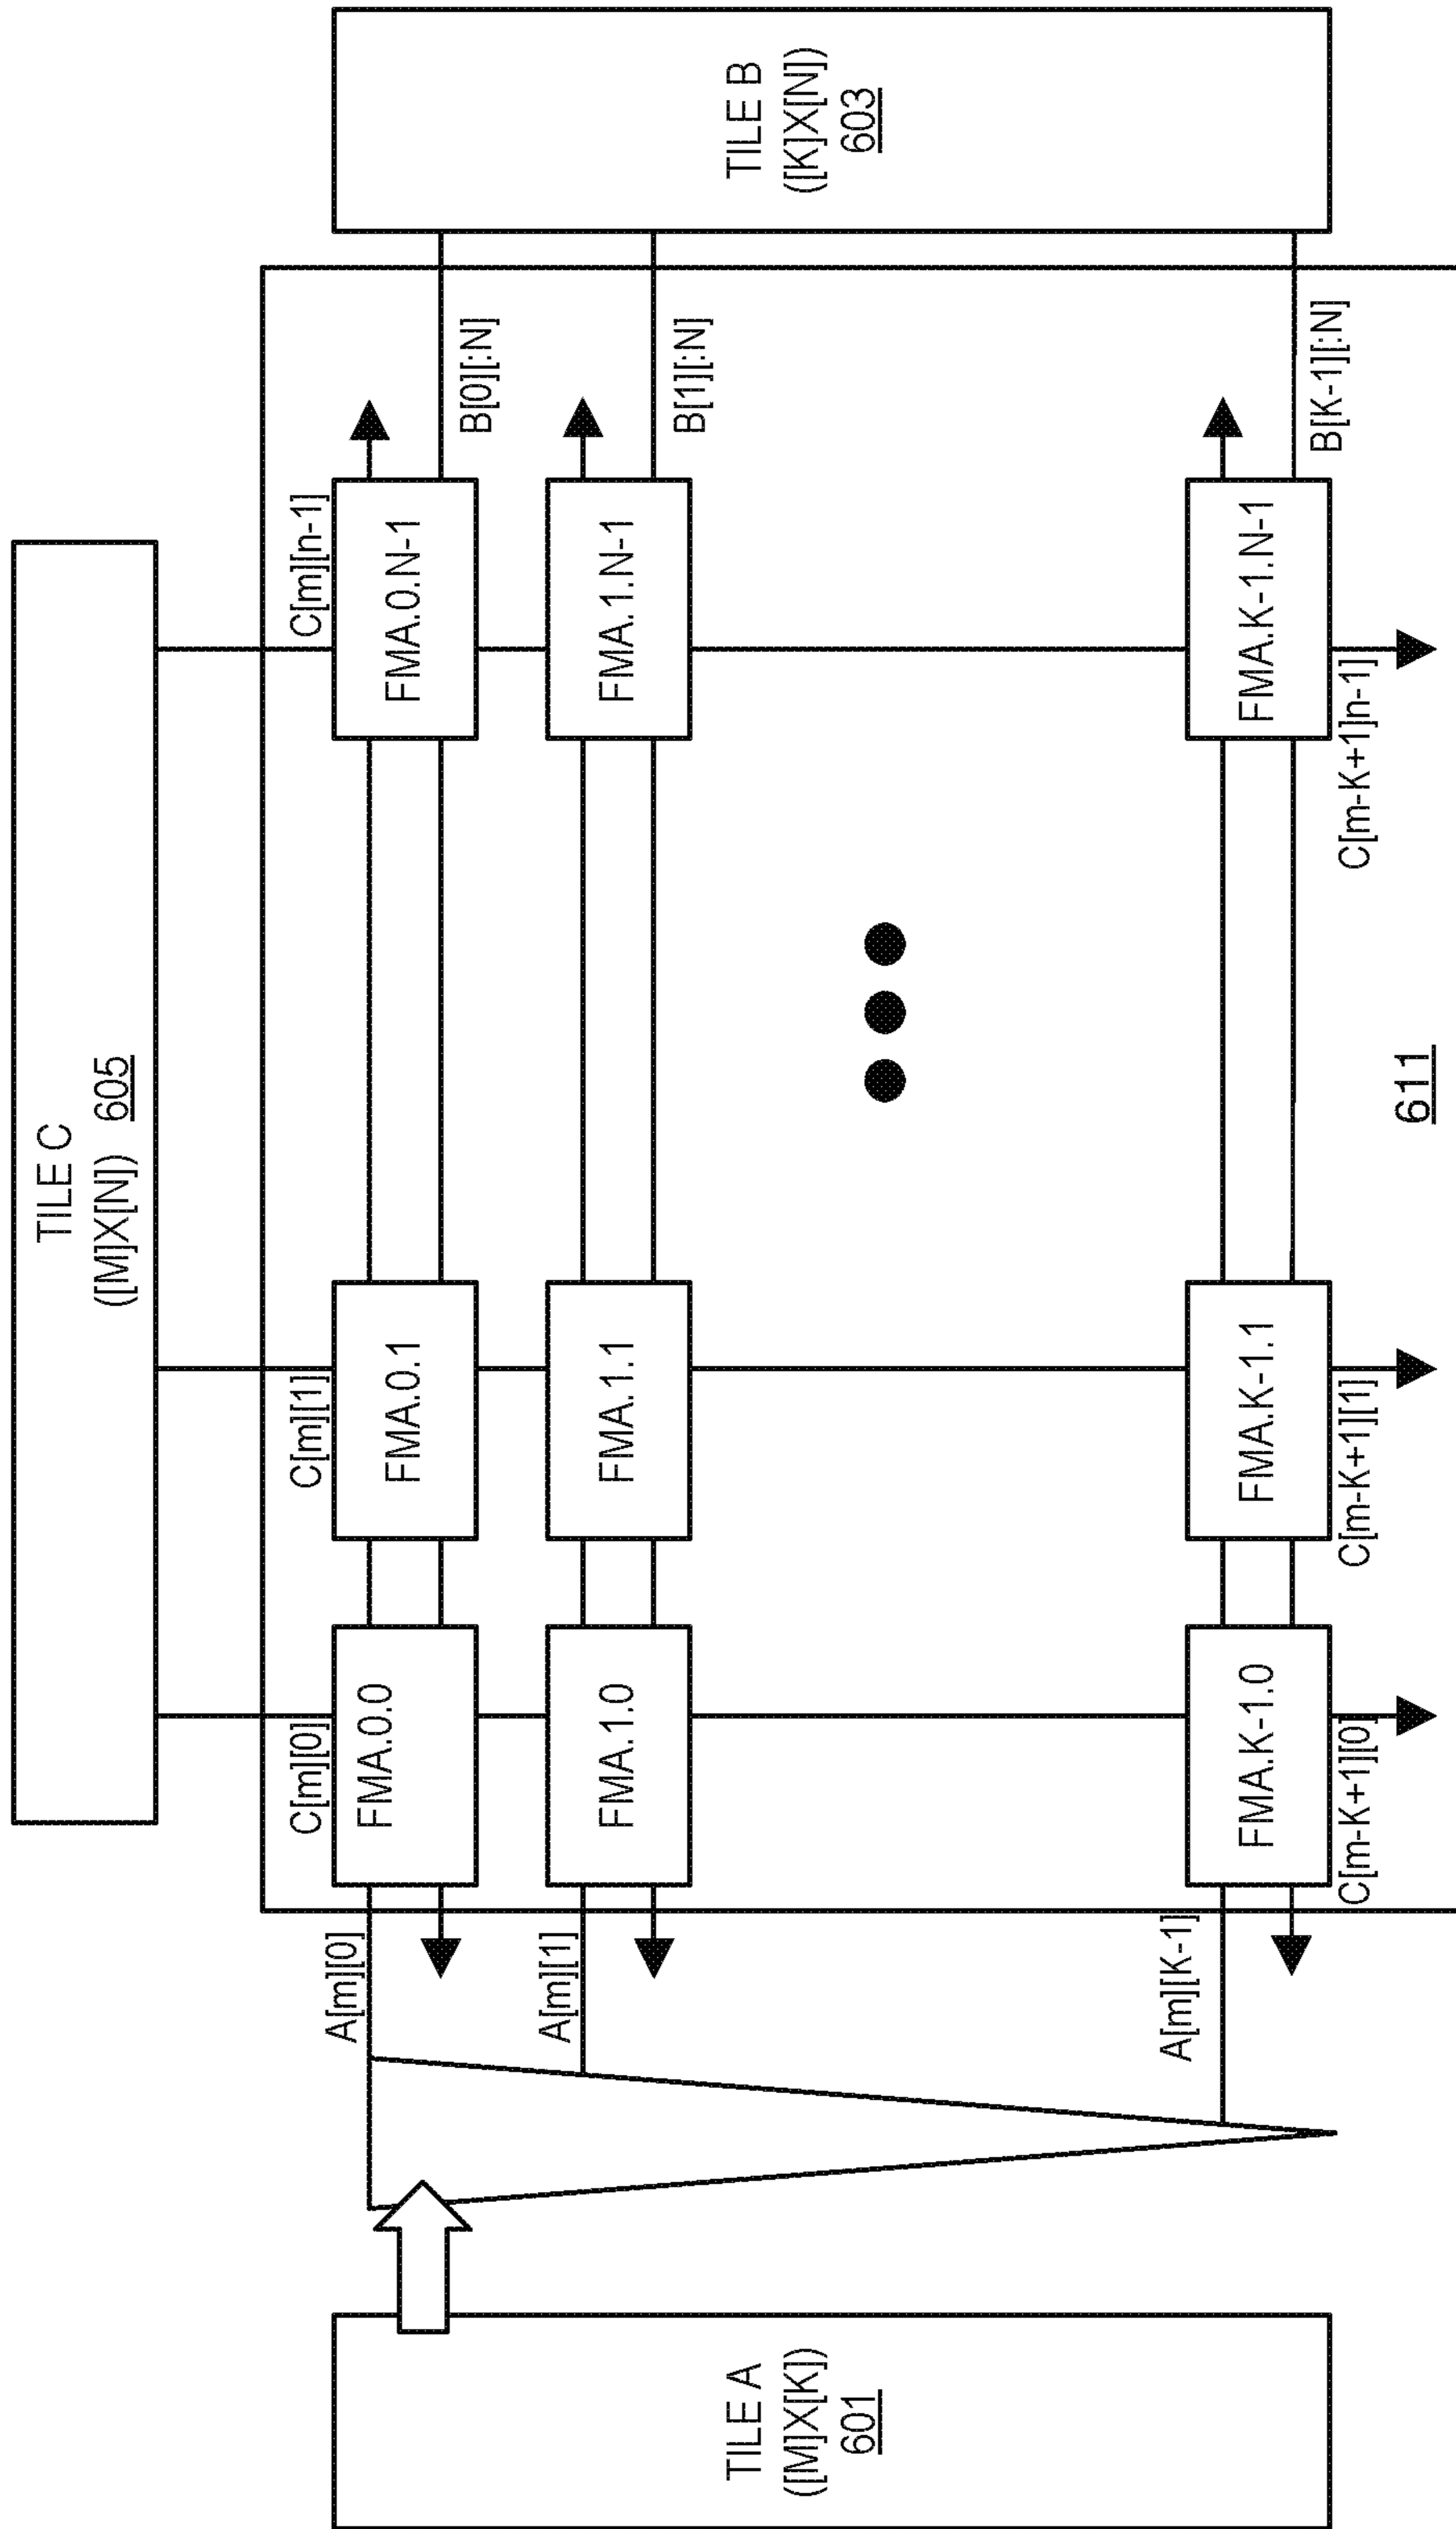 TILE C
([M]X[N]) 605
TILE A
([M]X[K])
601
TILE B
([K]X[N])
603
C[m][0]
C[m][1]
C[m][n-1]
A[m][0]
FMA.0.0
FMA.0.1
FMA.0.N-1
B[0][:N]
A[m][1]
FMA.1.0
FMA.1.1
FMA.1.N-1
B[1][:N]
A[m][K-1]
FMA.K-1.0
FMA.K-1.1
FMA.K-1.N-1
B[K-1][:N]
C[m-K+1][0]
C[m-K+1][1]
C[m-K+1]n-1]
611